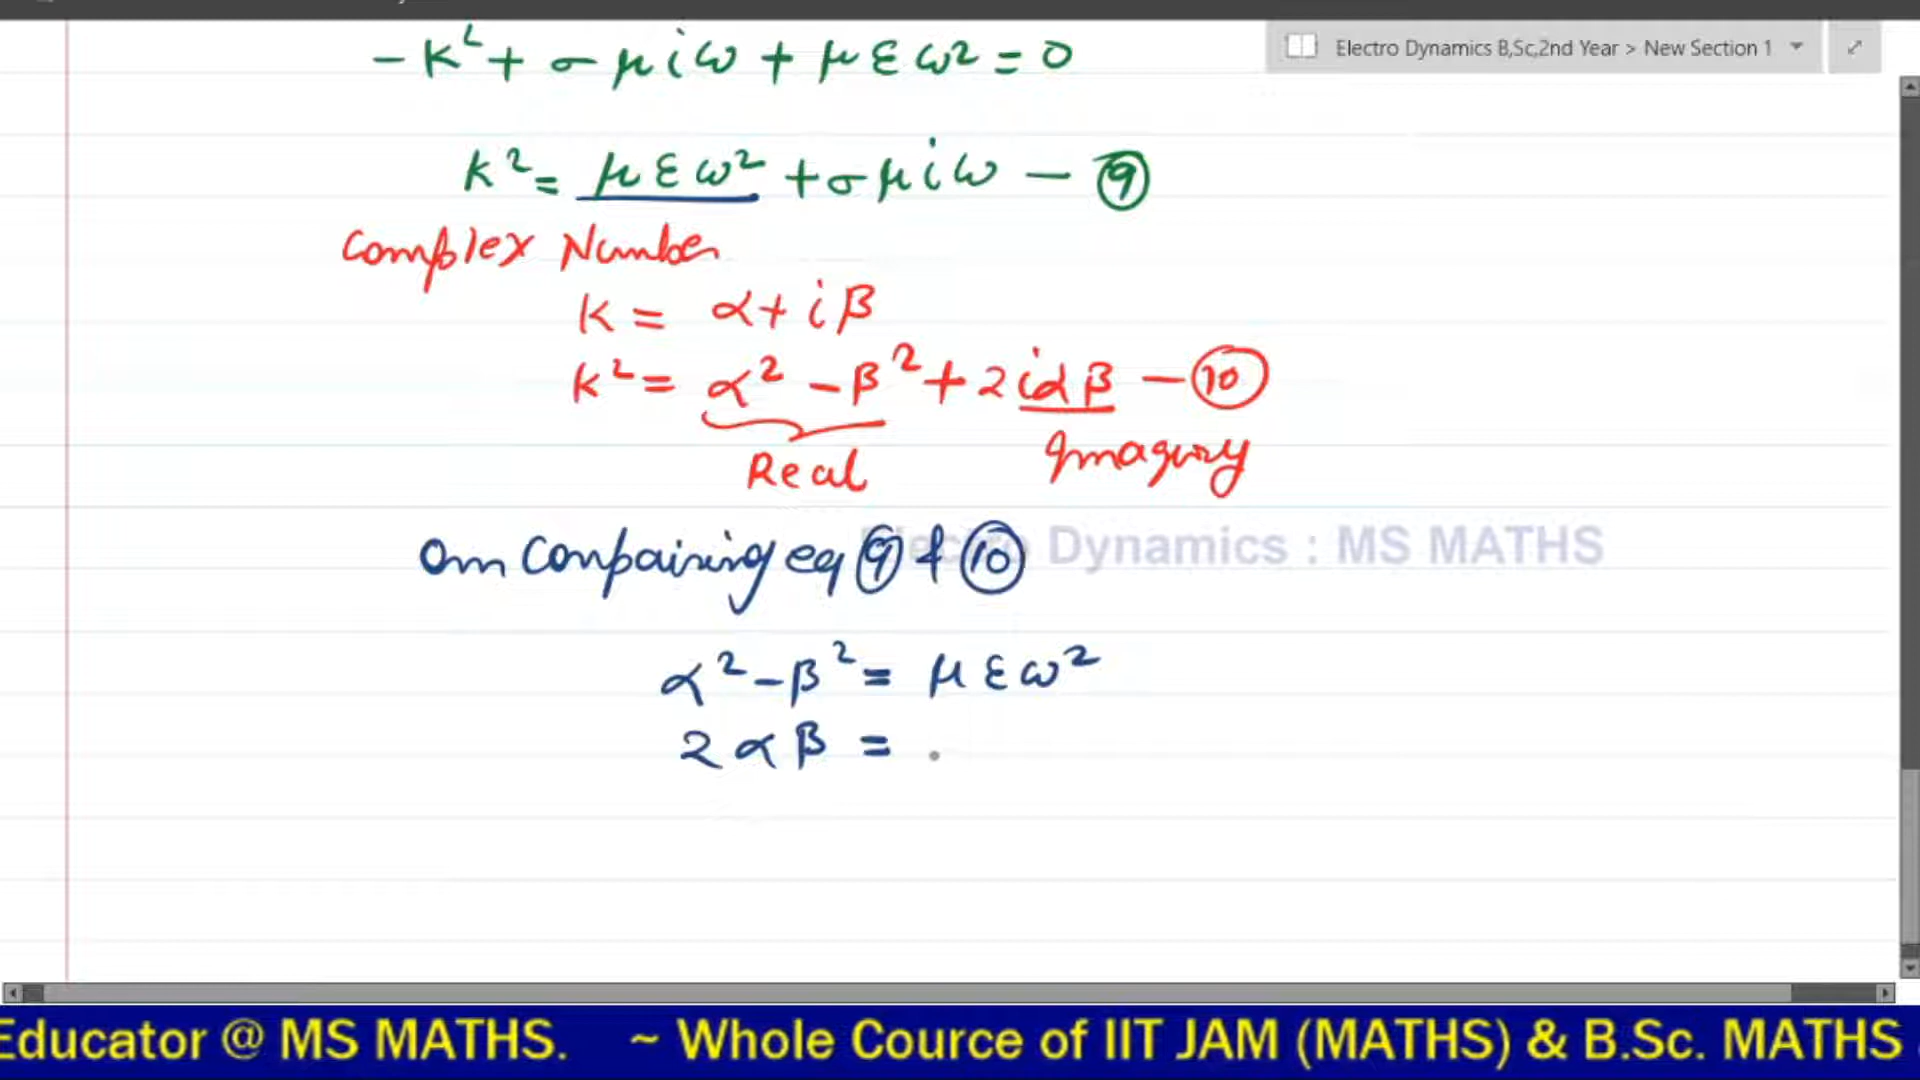 -k² + σμiω + μεω² = 0
Electro Dynamics B,Sc,2nd Year > New Section 1
k² = μεω² + σμiω - ⑨
Complex Number
k = α + iβ
k² = α² - β² + 2iαβ - ⑩
Real Imaginary
On Compairing eq ⑨ & ⑩
Electro Dynamics : MS MATHS
α² - β² = μεω²
2αβ =
Educator @ MS MATHS. ~ Whole Cource of IIT JAM (MATHS) & B.Sc. MATHS